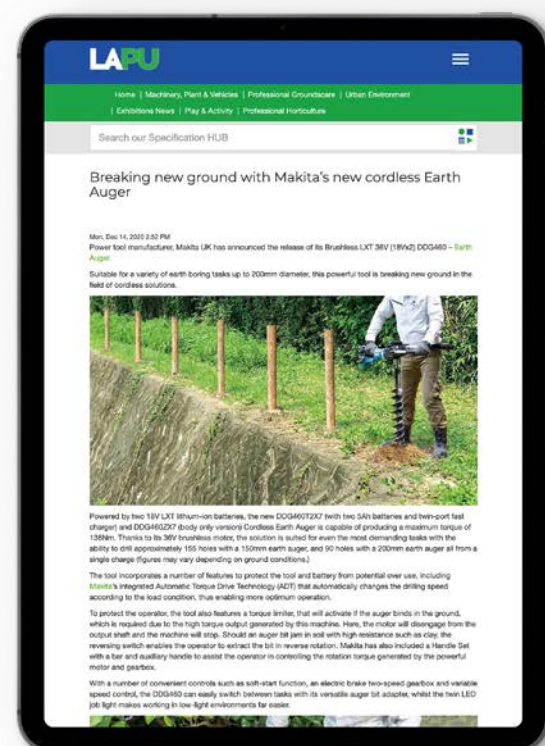 LAPU
Home | Machinery, Plant & Vehicles | Professional Groundscare | Urban Environment
| Exhibitions News | Play & Activity | Professional Horticulture
Search our Specification HUB
Breaking new ground with Makita's new cordless Earth
Auger
Mon, Dec 14, 2020 2:52 PM
Power tool manufacturer, Makita UK has announced the release of its Brushless LXT 36V (18Vx2) DDG460 – Earth
Auger.
Suitable for a variety of earth boring tasks up to 200mm diameter, this powerful tool is breaking new ground in the
field of cordless solutions.
Powered by two 18V LXT lithium-ion batteries, the new DDG460T2X7 (with two 5Ah batteries and twin-port fast
charger) and DDG460ZX7 (body only version) Cordless Earth Auger is capable of producing a maximum torque of
136Nm. Thanks to its 36V brushless motor, the solution is suited for even the most demanding tasks with the
ability to drill approximately 155 holes with a 150mm earth auger, and 90 holes with a 200mm earth auger all from a
single charge (figures may vary depending on ground conditions.)
The tool incorporates a number of features to protect the tool and battery from potential over use, including
Makita's integrated Automatic Torque Drive Technology (ADT) that automatically changes the drilling speed
according to the load condition, thus enabling more optimum operation.
To protect the operator, the tool also features a torque limiter, that will activate if the auger binds in the ground,
which is required due to the high torque output generated by this machine. Here, the motor will disengage from the
output shaft and the machine will stop. Should an auger bit jam in soil with high resistance such as clay, the
reversing switch enables the operator to extract the bit in reverse rotation. Makita has also included a Handle Set
with a bar and auxiliary handle to assist the operator in controlling the rotation torque generated by the powerful
motor and gearbox.
With a number of convenient controls such as soft-start function, an electric brake two-speed gearbox and variable
speed control, the DDG460 can easily switch between tasks with its versatile auger bit adapter, whilst the twin LED
job light makes working in low-light environments far easier.